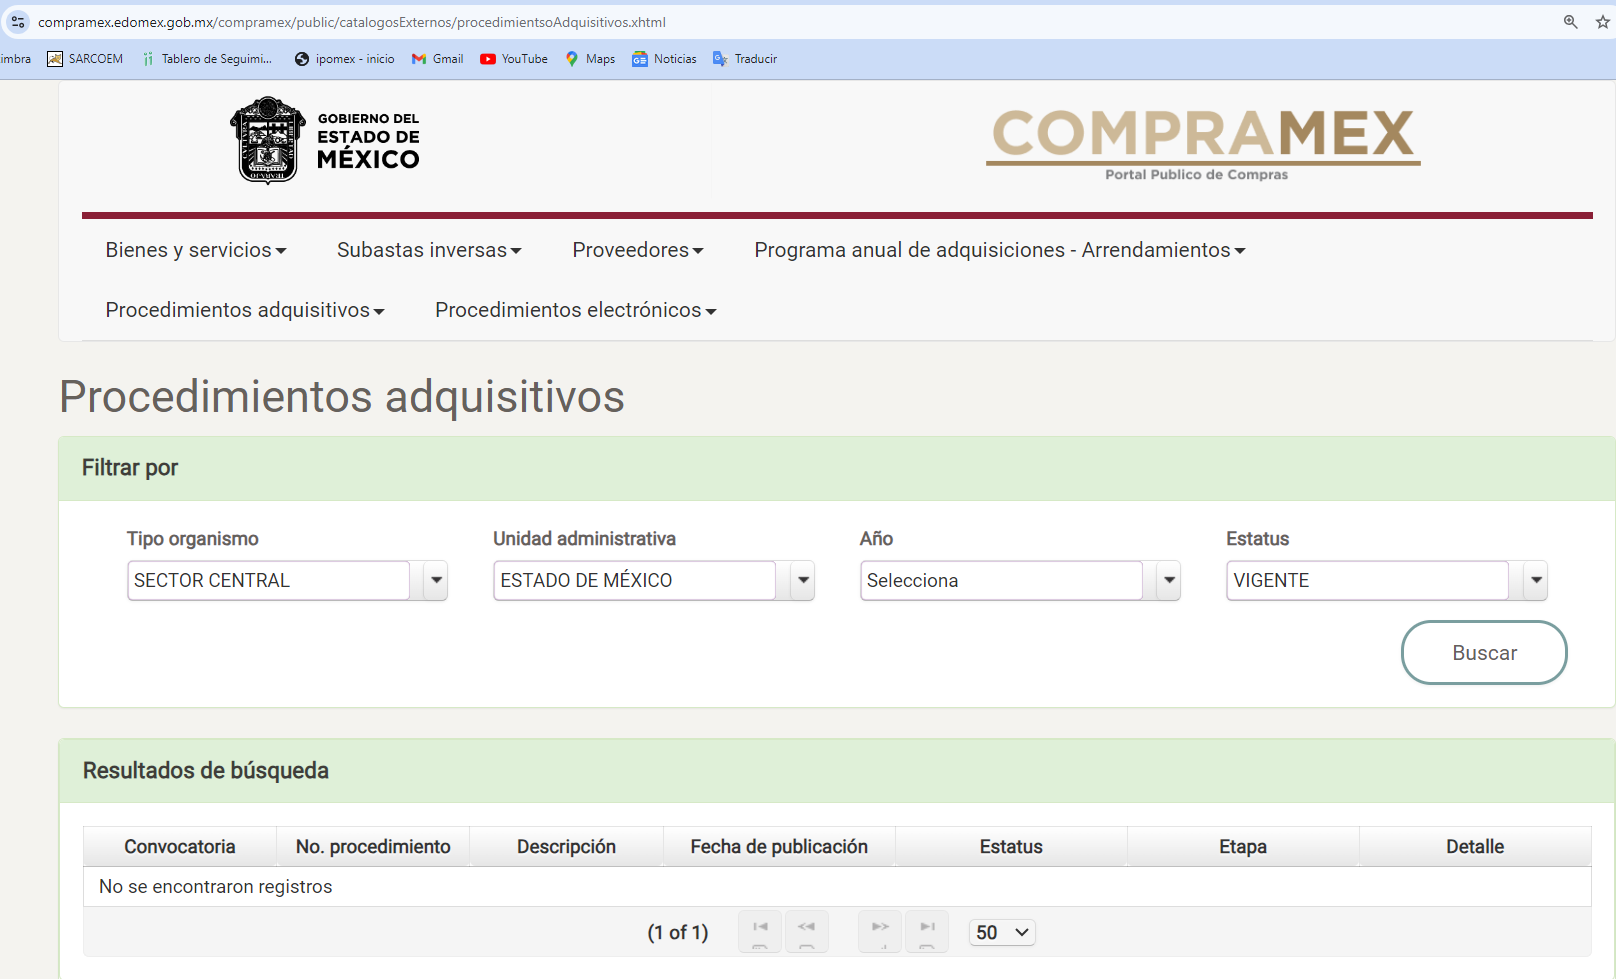 compramex.edomex.gob.mx/compramex/public/catalogosExternos/procedimientsoAdquisitivos.xhtml
imbra SARCOEM Tablero de Seguimi... ipomex - inicio Gmail YouTube Maps Noticias Traducir
GOBIERNO DEL
ESTADO DE
MÉXICO
COMPRAMEX
Portal Publico de Compras
Bienes y servicios Subastas inversas Proveedores Programa anual de adquisiciones - Arrendamientos
Procedimientos adquisitivos Procedimientos electrónicos
Procedimientos adquisitivos
Filtrar por
Tipo organismo Unidad administrativa Año Estatus
SECTOR CENTRAL ESTADO DE MÉXICO Selecciona VIGENTE
Buscar
Resultados de búsqueda
Convocatoria No. procedimiento Descripción Fecha de publicación Estatus Etapa Detalle
No se encontraron registros
(1 of 1) 50